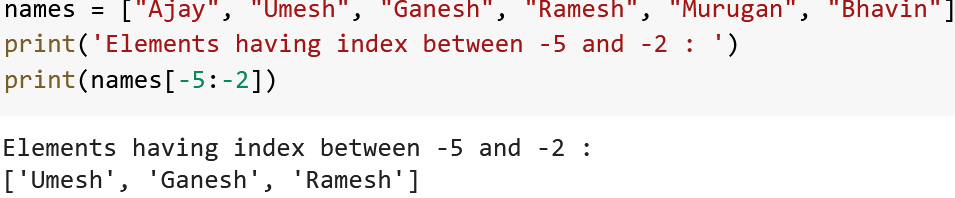 names = ["Ajay", "Umesh", "Ganesh", "Ramesh", "Murugan", "Bhavin"]
print('Elements having index between -5 and -2 : ')
print(names[-5:-2])
Elements having index between -5 and -2 :
['Umesh', 'Ganesh', 'Ramesh']